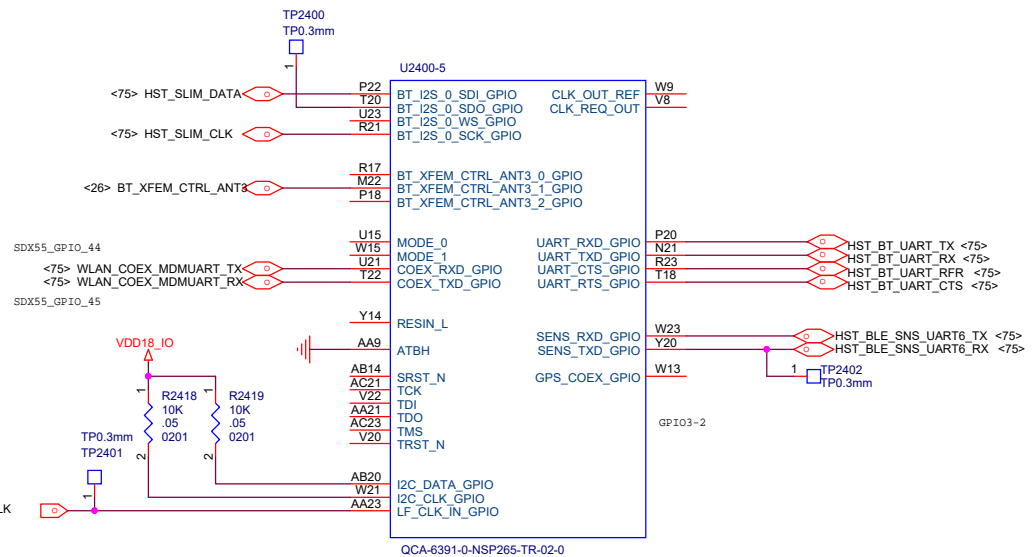 TP2400
TP0.3mm
1
U2400-5
<75> HST_SLIM_DATA
P22 BT_I2S_0_SDI_GPIO
T20 BT_I2S_0_SDO_GPIO
U23 BT_I2S_0_WS_GPIO
<75> HST_SLIM_CLK
R21 BT_I2S_0_SCK_GPIO
CLK_OUT_REF W9
CLK_REQ_OUT V8
R17 BT_XFEM_CTRL_ANT3_0_GPIO
<26> BT_XFEM_CTRL_ANT3
M22 BT_XFEM_CTRL_ANT3_1_GPIO
P18 BT_XFEM_CTRL_ANT3_2_GPIO
SDX55_GPIO_44
U15 MODE_0
W15 MODE_1
<75> WLAN_COEX_MDMUART_TX
U21 COEX_RXD_GPIO
<75> WLAN_COEX_MDMUART_RX
T22 COEX_TXD_GPIO
SDX55_GPIO_45
UART_RXD_GPIO P20 HST_BT_UART_TX <75>
UART_TXD_GPIO N21 HST_BT_UART_RX <75>
UART_CTS_GPIO R23 HST_BT_UART_RFR <75>
UART_RTS_GPIO T18 HST_BT_UART_CTS <75>
Y14 RESIN_L
VDD18_IO
AA9 ATBH
SENS_RXD_GPIO W23 HST_BLE_SNS_UART6_TX <75>
SENS_TXD_GPIO Y20 HST_BLE_SNS_UART6_RX <75>
GPS_COEX_GPIO W13
1
TP2402
TP0.3mm
GPIO3-2
AB14 SRST_N
AC21 TCK
V22 TDI
AA21 TDO
AC23 TMS
V20 TRST_N
1
R2418
10K
.05
0201
2
1
R2419
10K
.05
0201
2
TP0.3mm
TP2401
1
AB20 I2C_DATA_GPIO
W21 I2C_CLK_GPIO
LK
AA23 LF_CLK_IN_GPIO
QCA-6391-0-NSP265-TR-02-0